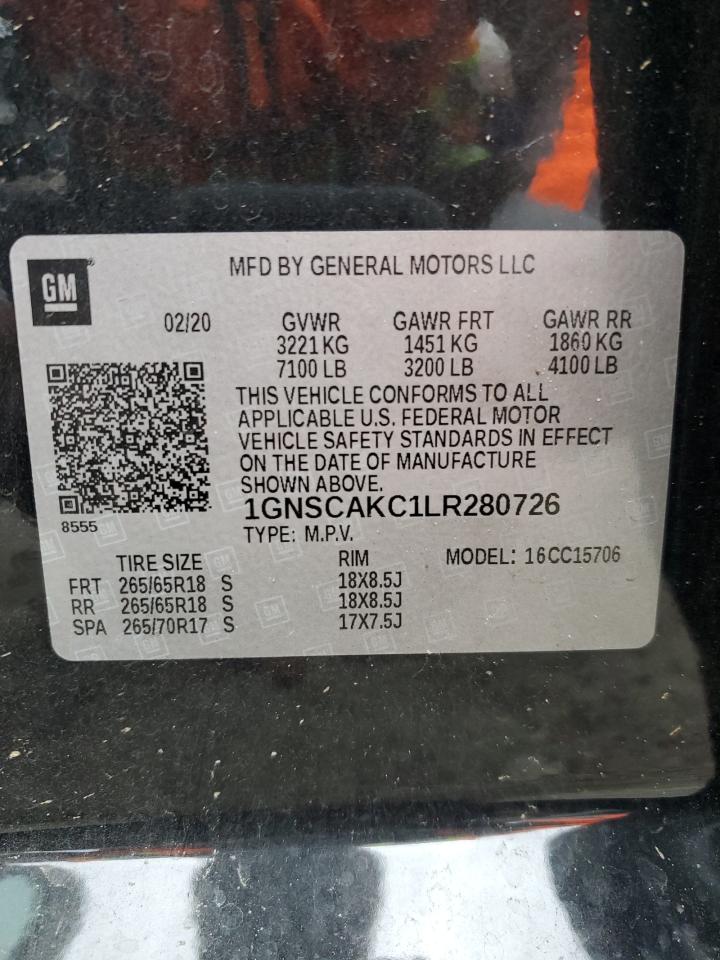 GM
MFD BY GENERAL MOTORS LLC
02/20 GVWR GAWR FRT GAWR RR
3221 KG 1451 KG 1860 KG
7100 LB 3200 LB 4100 LB
THIS VEHICLE CONFORMS TO ALL
APPLICABLE U.S. FEDERAL MOTOR
VEHICLE SAFETY STANDARDS IN EFFECT
ON THE DATE OF MANUFACTURE
SHOWN ABOVE.
1GNSCAKC1LR280726
8555
TYPE: M.P.V.
TIRE SIZE RIM MODEL: 16CC15706
FRT 265/65R18 S 18X8.5J
RR 265/65R18 S 18X8.5J
SPA 265/70R17 S 17X7.5J